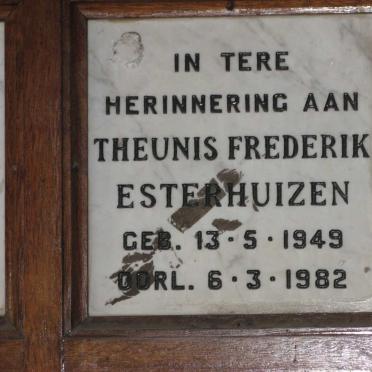 IN TERE
HERINNERING AAN
THEUNIS FREDERIK
ESTERHUIZEN
GEB. 13·5·1949
OORL. 6·3·1982